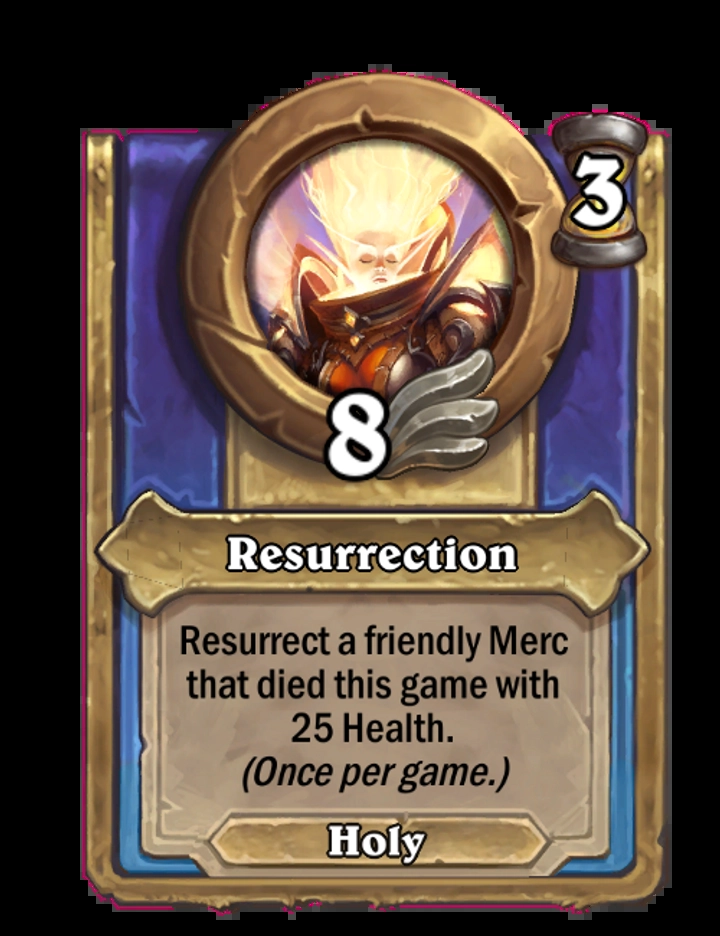 3
8
Resurrection
Resurrect a friendly Merc
that died this game with
25 Health.
(Once per game.)
Holy